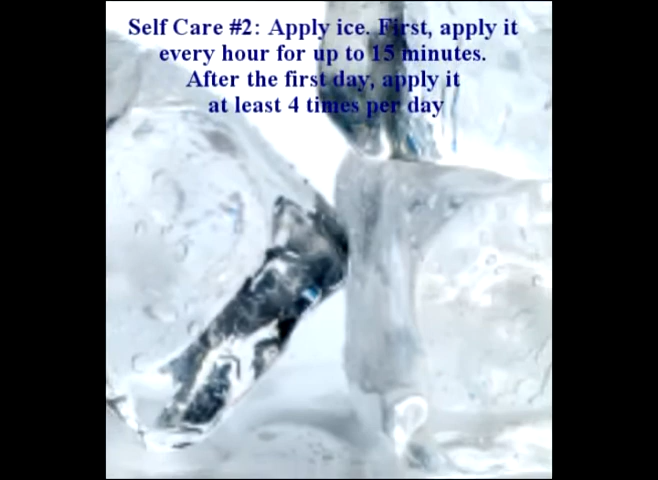 Self Care #2: Apply ice. First, apply it
every hour for up to 15 minutes.
After the first day, apply it
at least 4 times per day